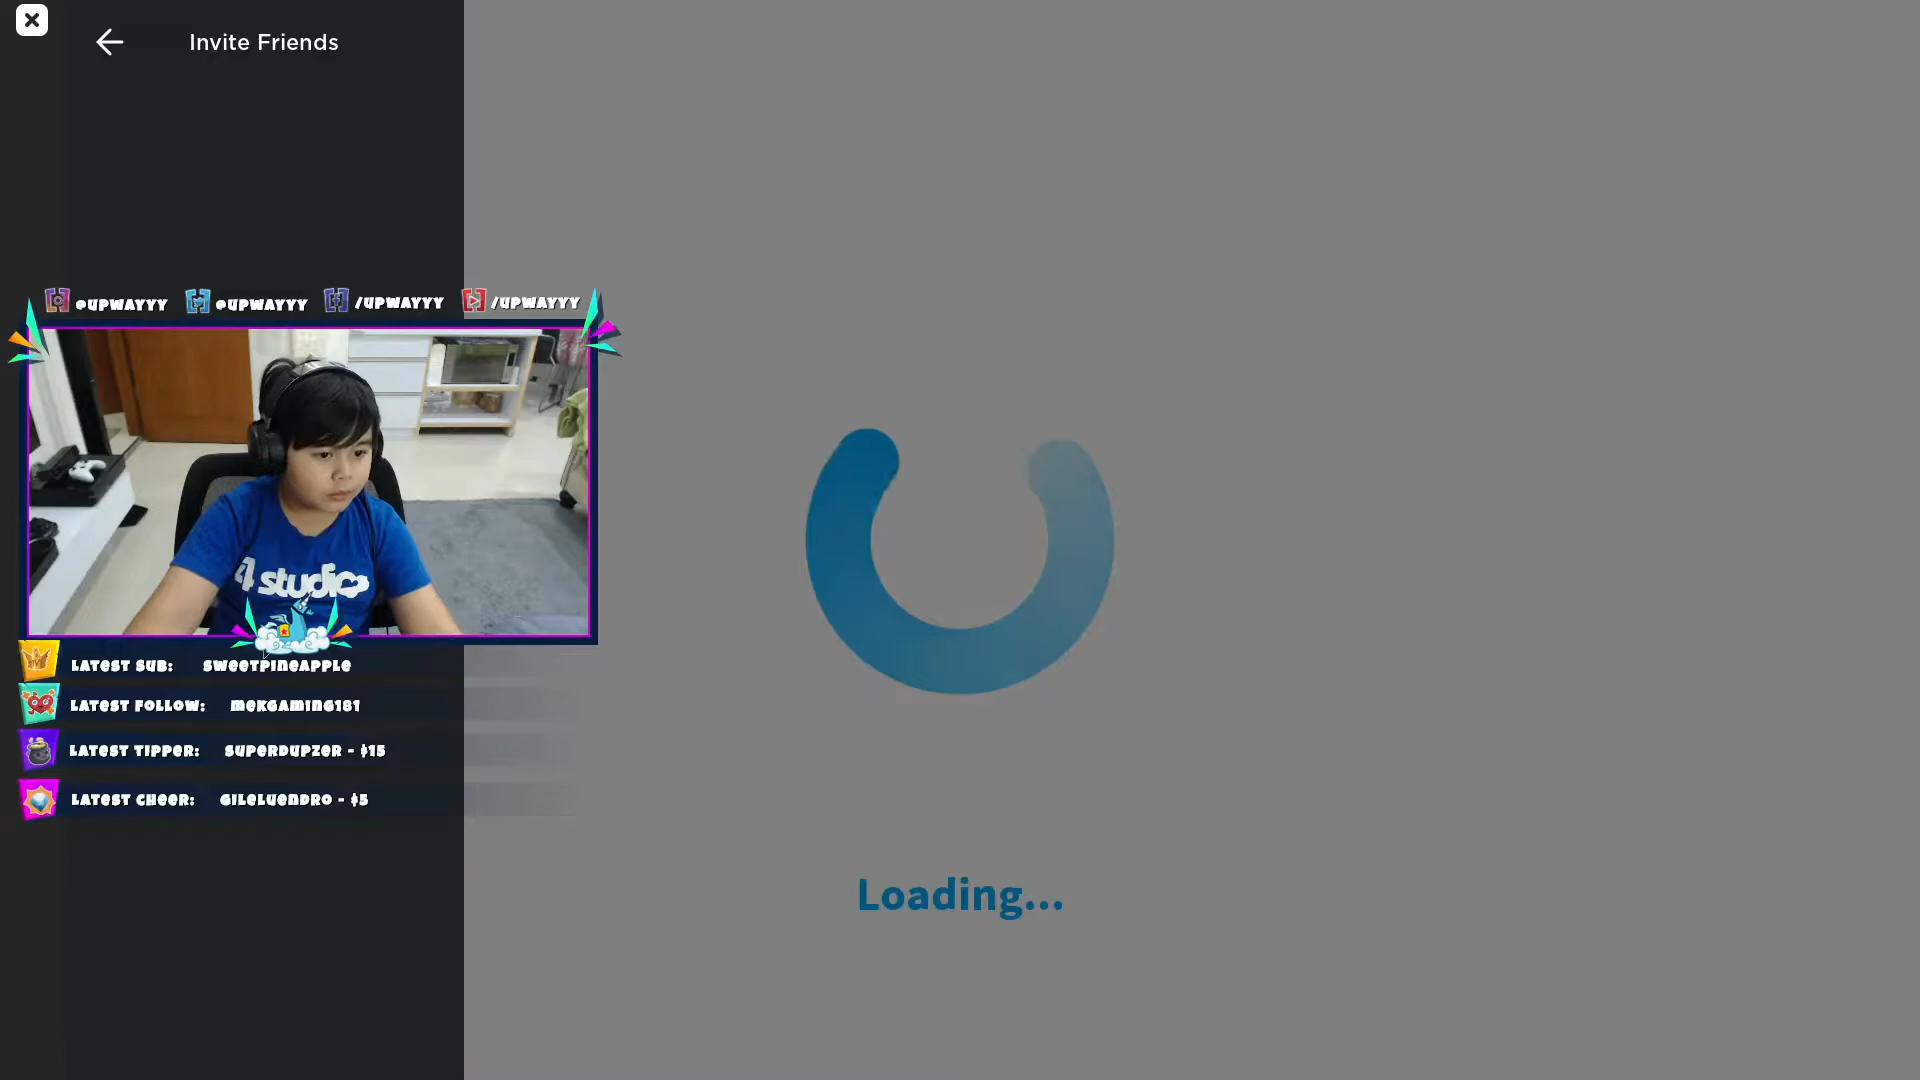 Invite Friends
@UPWAYYY @UPWAYYY /UPWAYYY /UPWAYYY
4 studio
LATEST SUB: SWEETPINEAPPLE
LATEST FOLLOW: MEKGAMING181
LATEST TIPPER: SUPERDUPZER - $15
LATEST CHEER: GILELUENDRO - $5
Loading...